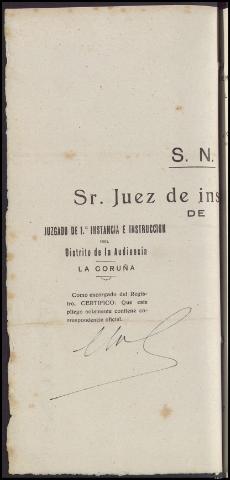 S. N.
Sr. Juez de ins
DE
JUZGADO DE 1.ª INSTANCIA E INSTRUCCION
DEL
Distrito de la Audiencia
LA CORUÑA
Como encargado del Regis-
tro, CERTIFICO: Que este
pliego solamente contiene co-
rrespondencia oficial.